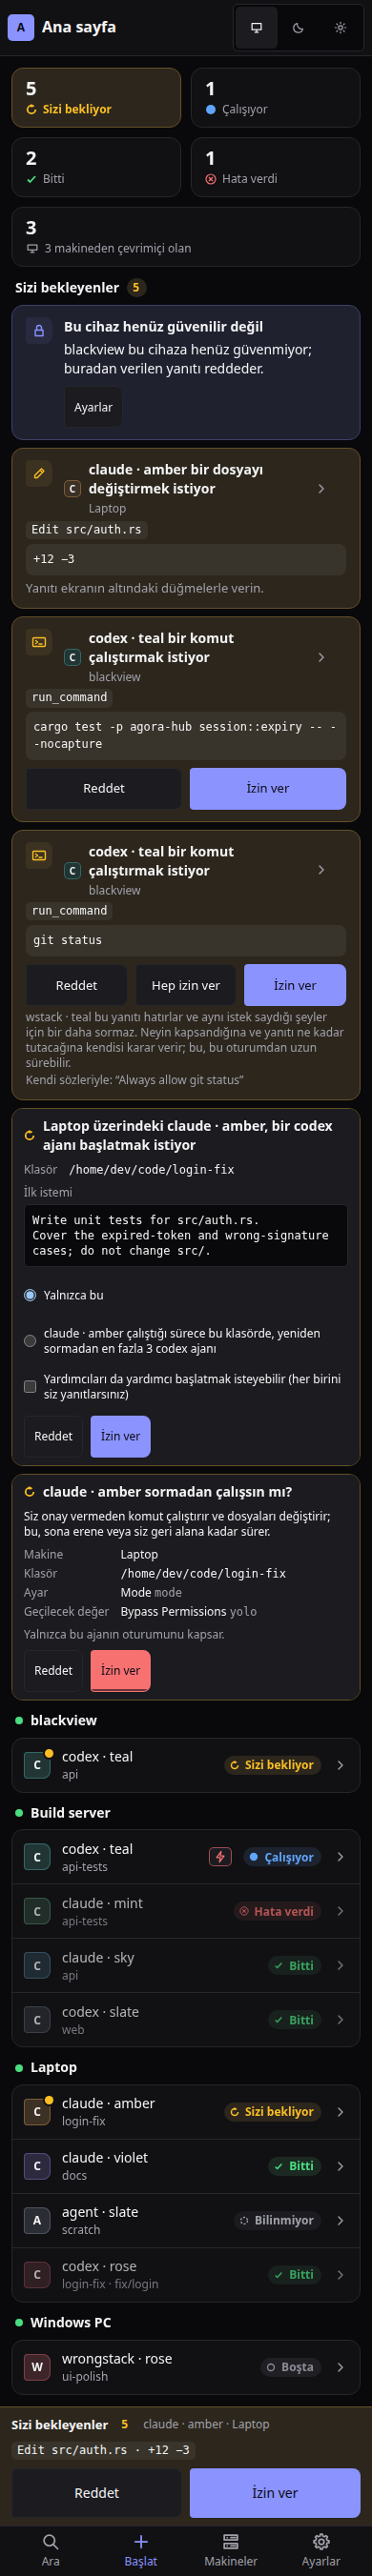 A Ana sayfa
5
Sizi bekliyor
1
Çalışıyor
2
Bitti
1
Hata verdi
3
3 makineden çevrimiçi olan
Sizi bekleyenler 5
Bu cihaz henüz güvenilir değil
blackview bu cihaza henüz güvenmiyor;
buradan verilen yanıtı reddeder.
Ayarlar
C claude · amber bir dosyayı
değiştirmek istiyor
Laptop
Edit src/auth.rs
+12 −3
Yanıtı ekranın altındaki düğmelerle verin.
C codex · teal bir komut
çalıştırmak istiyor
blackview
run_command
cargo test -p agora-hub session::expiry -- -
-nocapture
Reddet İzin ver
C codex · teal bir komut
çalıştırmak istiyor
blackview
run_command
git status
Reddet Hep izin ver İzin ver
wstack · teal bu yanıtı hatırlar ve aynı istek saydığı şeyler
için bir daha sormaz. Neyin kapsandığına ve yanıtı ne kadar
tutacağına kendisi karar verir; bu, bu oturumdan uzun
sürebilir.
Kendi sözleriyle: “Always allow git status”
Laptop üzerindeki claude · amber, bir codex
ajanı başlatmak istiyor
Klasör /home/dev/code/login-fix
İlk istemi
Write unit tests for src/auth.rs.
Cover the expired-token and wrong-signature
cases; do not change src/.
Yalnızca bu
claude · amber çalıştığı sürece bu klasörde, yeniden
sormadan en fazla 3 codex ajanı
Yardımcıları da yardımcı başlatmak isteyebilir (her birini
siz yanıtlarsınız)
Reddet İzin ver
claude · amber sormadan çalışsın mı?
Siz onay vermeden komut çalıştırır ve dosyaları değiştirir;
bu, sona erene veya siz geri alana kadar sürer.
Makine Laptop
Klasör /home/dev/code/login-fix
Ayar Mode mode
Geçilecek değer Bypass Permissions yolo
Yalnızca bu ajanın oturumunu kapsar.
Reddet İzin ver
blackview
C codex · teal Sizi bekliyor
api
Build server
C codex · teal Çalışıyor
api-tests
C claude · mint Hata verdi
api-tests
C claude · sky Bitti
api
C codex · slate Bitti
web
Laptop
C claude · amber Sizi bekliyor
login-fix
C claude · violet Bitti
docs
A agent · slate Bilinmiyor
scratch
C codex · rose Bitti
login-fix · fix/login
Windows PC
W wrongstack · rose Boşta
ui-polish
Sizi bekleyenler 5 claude · amber · Laptop
Edit src/auth.rs · +12 −3
Reddet İzin ver
Ara Başlat Makineler Ayarlar